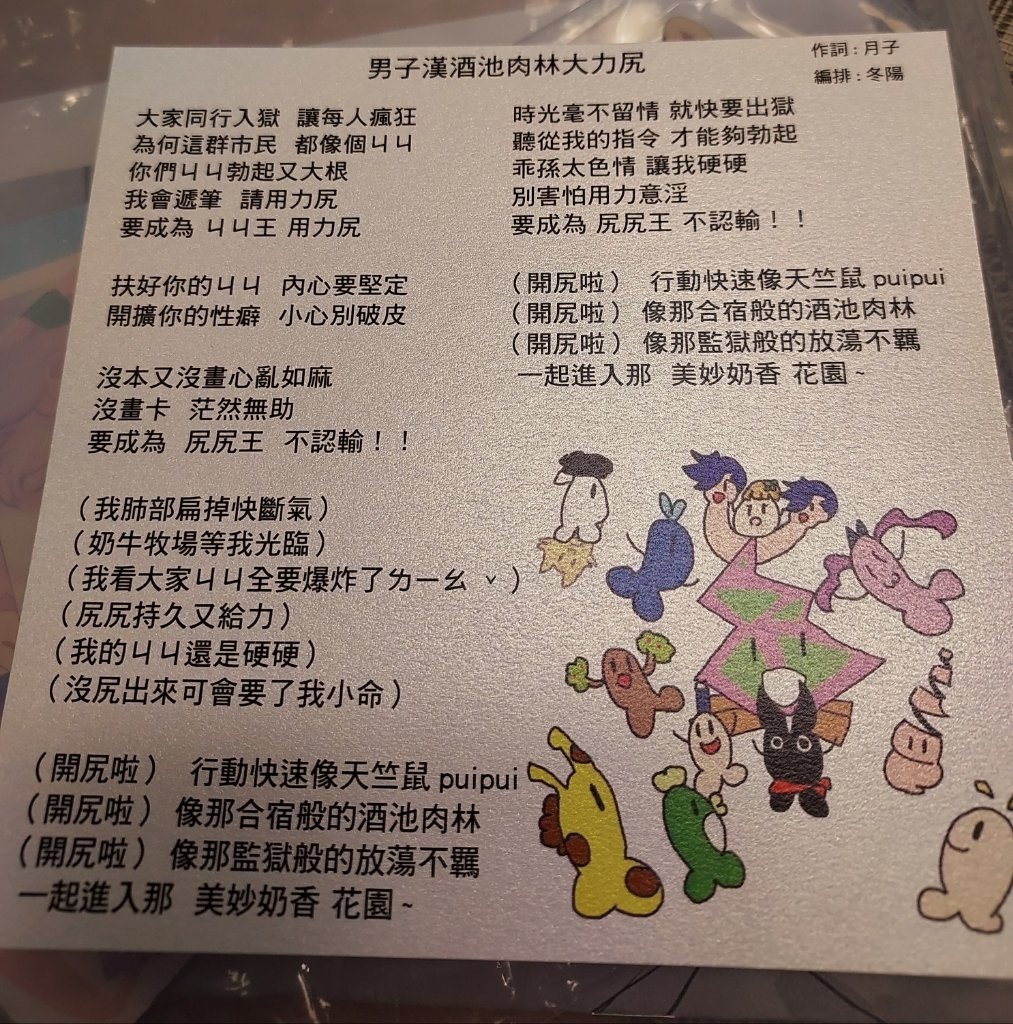 男子漢酒池肉林大力尻
作詞：月子
編排：冬陽
大家同行入獄 讓每人瘋狂
為何這群市民 都像個ㄐㄐ
你們ㄐㄐ勃起又大根
我會遞筆 請用力尻
要成為 ㄐㄐ王 用力尻
扶好你的ㄐㄐ 內心要堅定
開擴你的性癖 小心別破皮
沒本又沒畫心亂如麻
沒畫卡 茫然無助
要成為 尻尻王 不認輸！！
（我肺部扁掉快斷氣）
（奶牛牧場等我光臨）
（我看大家ㄐㄐ全要爆炸了ㄌㄧㄠˇ）
（尻尻持久又給力）
（我的ㄐㄐ還是硬硬）
（沒尻出來可會要了我小命）
（開尻啦） 行動快速像天竺鼠 puipui
（開尻啦） 像那合宿般的酒池肉林
（開尻啦） 像那監獄般的放蕩不羈
一起進入那 美妙奶香 花園~
時光毫不留情 就快要出獄
聽從我的指令 才能夠勃起
乖孫太色情 讓我硬硬
別害怕用力意淫
要成為 尻尻王 不認輸！！
（開尻啦） 行動快速像天竺鼠 puipui
（開尻啦） 像那合宿般的酒池肉林
（開尻啦） 像那監獄般的放蕩不羈
一起進入那 美妙奶香 花園~